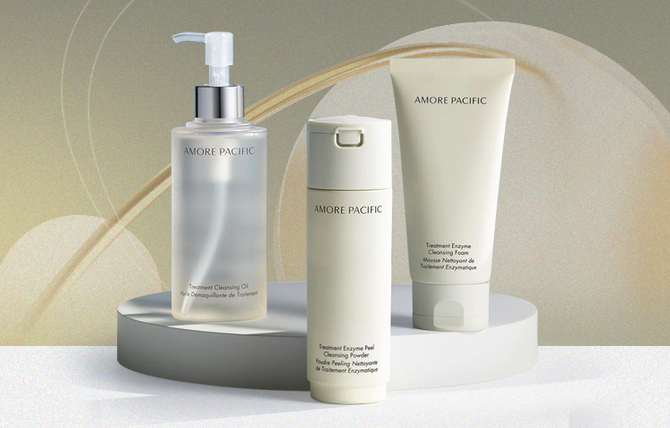 AMORE PACIFIC
Treatment Cleansing Oil
Huile Démaquillante de Traitement
AMORE PACIFIC
Treatment Enzyme Peel
Cleansing Powder
Poudre Peeling Nettoyante
de Traitement Enzymatique
AMORE PACIFIC
Treatment Enzyme
Cleansing Foam
Mousse Nettoyant de
Traitement Enzymatique